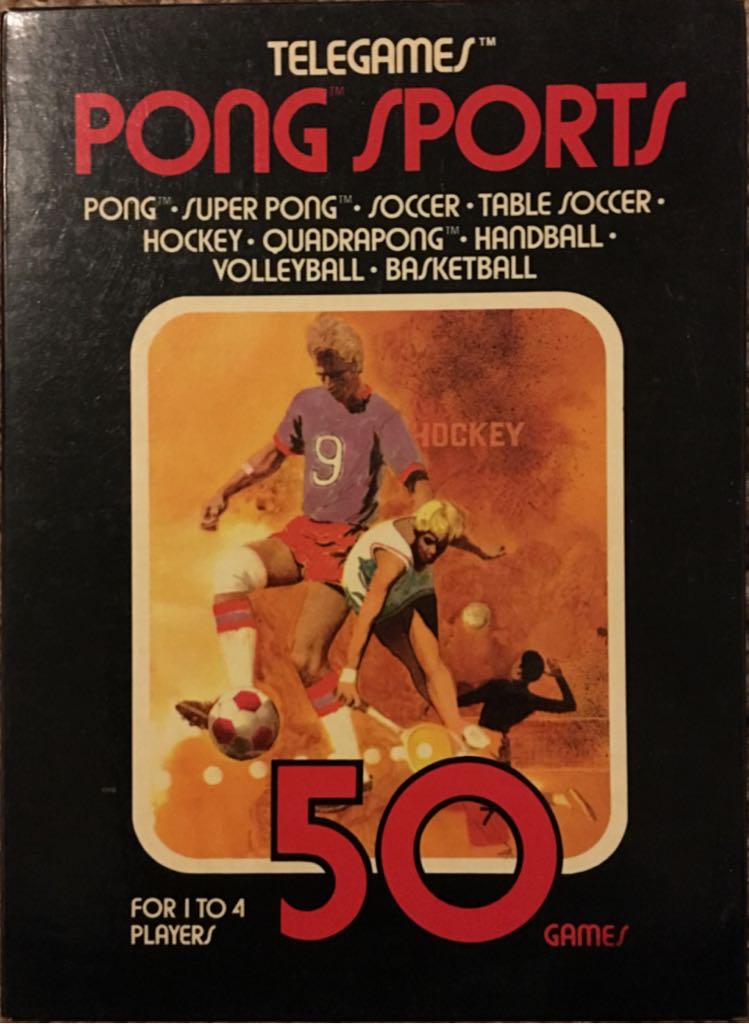 TELEGAMES™
PONG™ SPORTS
PONG™ · SUPER PONG™ · SOCCER · TABLE SOCCER ·
HOCKEY · QUADRAPONG™ · HANDBALL ·
VOLLEYBALL · BASKETBALL
HOCKEY
9
50
FOR 1 TO 4
PLAYERS
GAMES